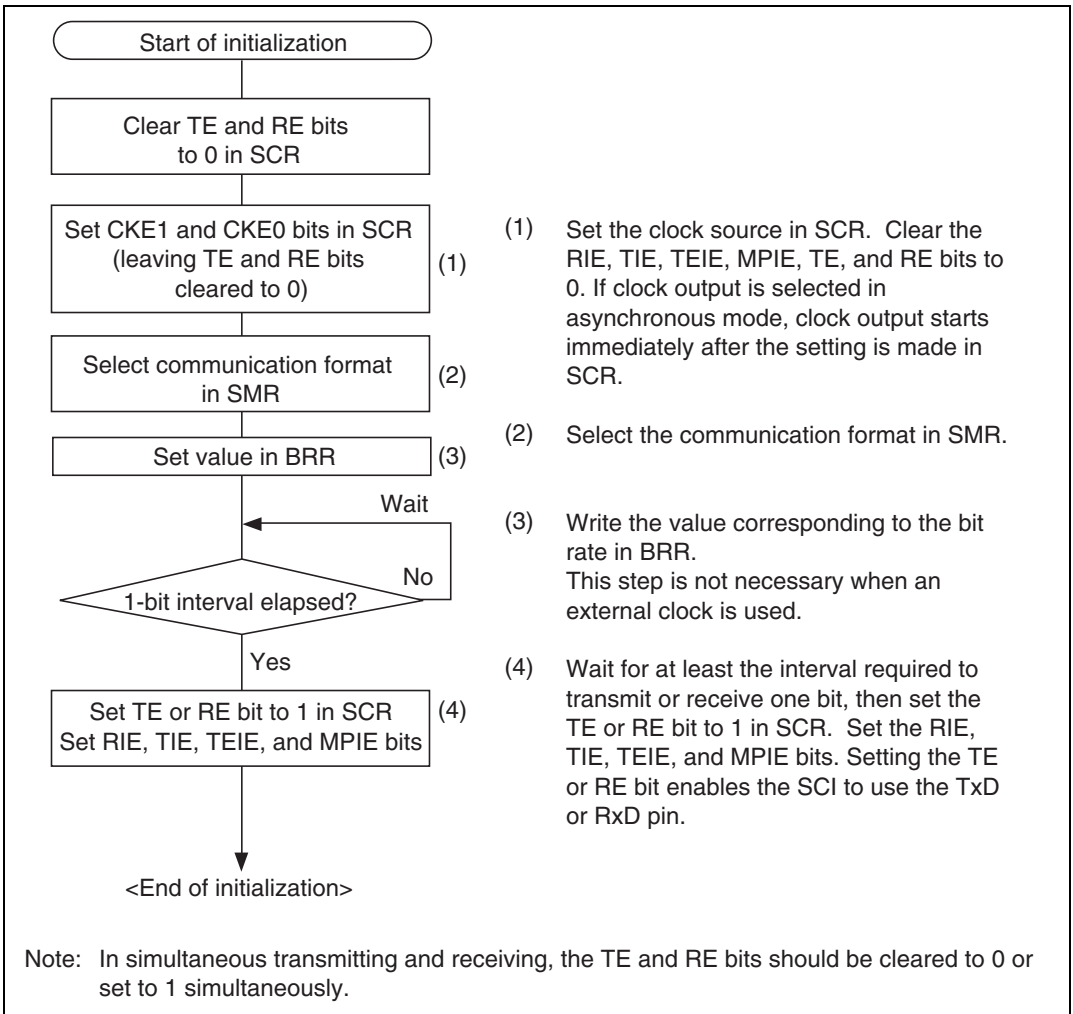 Start of initialization
Clear TE and RE bits
to 0 in SCR
Set CKE1 and CKE0 bits in SCR
(leaving TE and RE bits
cleared to 0)
(1)
Select communication format
in SMR
(2)
Set value in BRR
(3)
Wait
No
1-bit interval elapsed?
Yes
Set TE or RE bit to 1 in SCR
Set RIE, TIE, TEIE, and MPIE bits
(4)
<End of initialization>
(1) Set the clock source in SCR. Clear the
RIE, TIE, TEIE, MPIE, TE, and RE bits to
0. If clock output is selected in
asynchronous mode, clock output starts
immediately after the setting is made in
SCR.
(2) Select the communication format in SMR.
(3) Write the value corresponding to the bit
rate in BRR.
This step is not necessary when an
external clock is used.
(4) Wait for at least the interval required to
transmit or receive one bit, then set the
TE or RE bit to 1 in SCR. Set the RIE,
TIE, TEIE, and MPIE bits. Setting the TE
or RE bit enables the SCI to use the TxD
or RxD pin.
Note: In simultaneous transmitting and receiving, the TE and RE bits should be cleared to 0 or
set to 1 simultaneously.